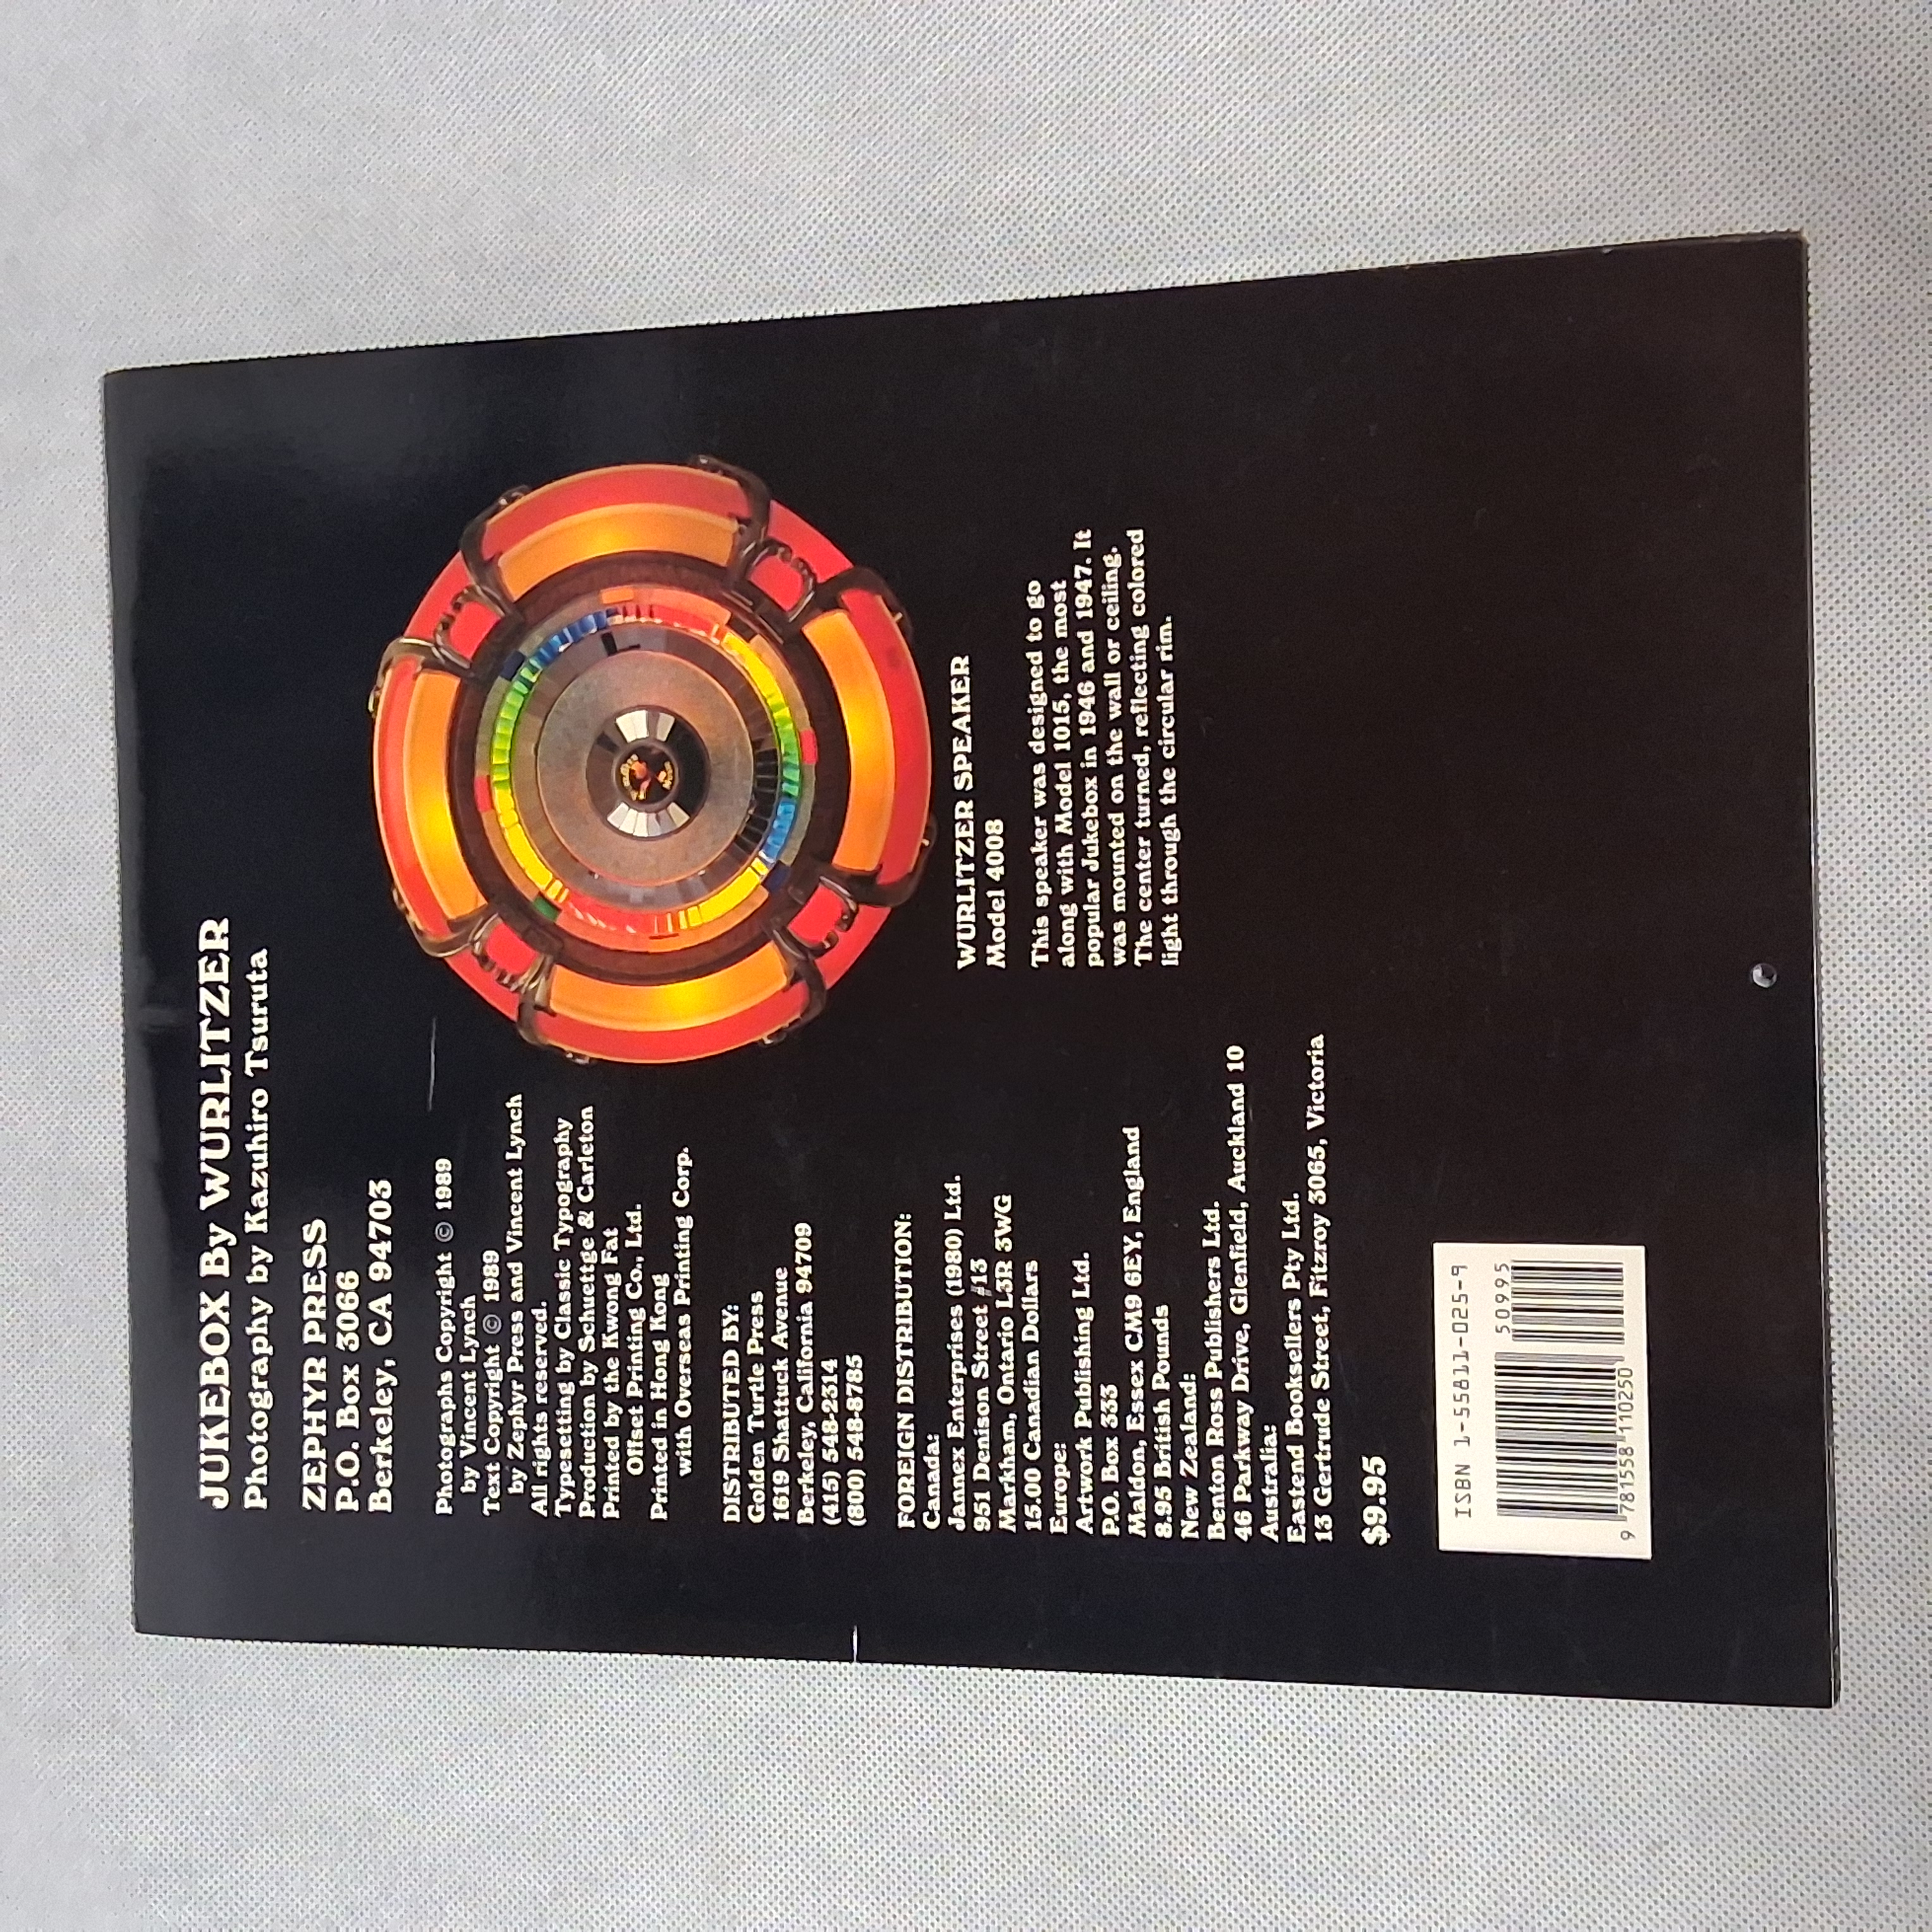 JUKEBOX By WURLITZER
Photography by Kazuhiro Tsuruta
ZEPHYR PRESS
P.O. Box 3066
Berkeley, CA 94703
Photographs Copyright © 1989
by Vincent Lynch
Text Copyright © 1989
by Zephyr Press and Vincent Lynch
All rights reserved.
Typesetting by Classic Typography
Production by Schuettge & Carleton
Printed by the Kwong Fat
Offset Printing Co., Ltd.
Printed in Hong Kong
with Overseas Printing Corp.
DISTRIBUTED BY:
Golden Turtle Press
1619 Shattuck Avenue
Berkeley, California 94709
(415) 548-2314
(800) 548-8785
FOREIGN DISTRIBUTION:
Canada:
Jannex Enterprises (1980) Ltd.
951 Denison Street #13
Markham, Ontario L3R 3WG
15.00 Canadian Dollars
Europe:
Artwork Publishing Ltd.
P.O. Box 333
Maldon, Essex CM9 6EY, England
8.95 British Pounds
New Zealand:
Benton Ross Publishers Ltd.
46 Parkway Drive, Glenfield, Auckland 10
Australia:
Eastend Booksellers Pty Ltd.
13 Gertrude Street, Fitzroy 3065, Victoria
$9.95
ISBN 1-55811-025-9
50995
9 781558 110250
WURLITZER SPEAKER
Model 4008
This speaker was designed to go
along with Model 1015, the most
popular Jukebox in 1946 and 1947. It
was mounted on the wall or ceiling.
The center turned, reflecting colored
light through the circular rim.